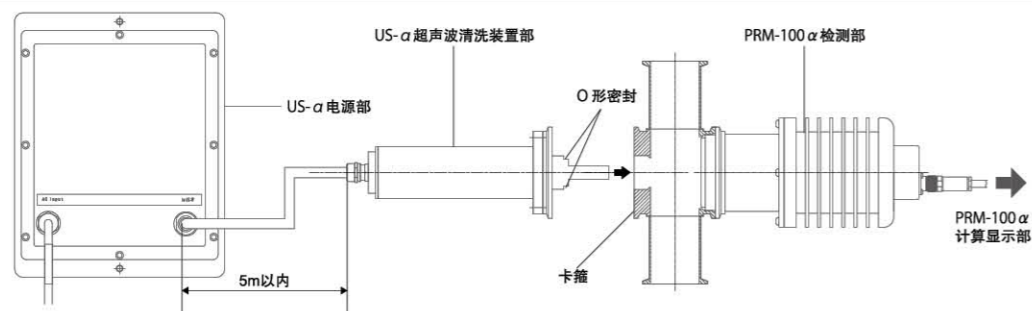 US-α超声波清洗装置部
PRM-100α检测部
O形密封
US-α电源部
AC Input
PRM-100α
计算显示部
卡箍
5m以内